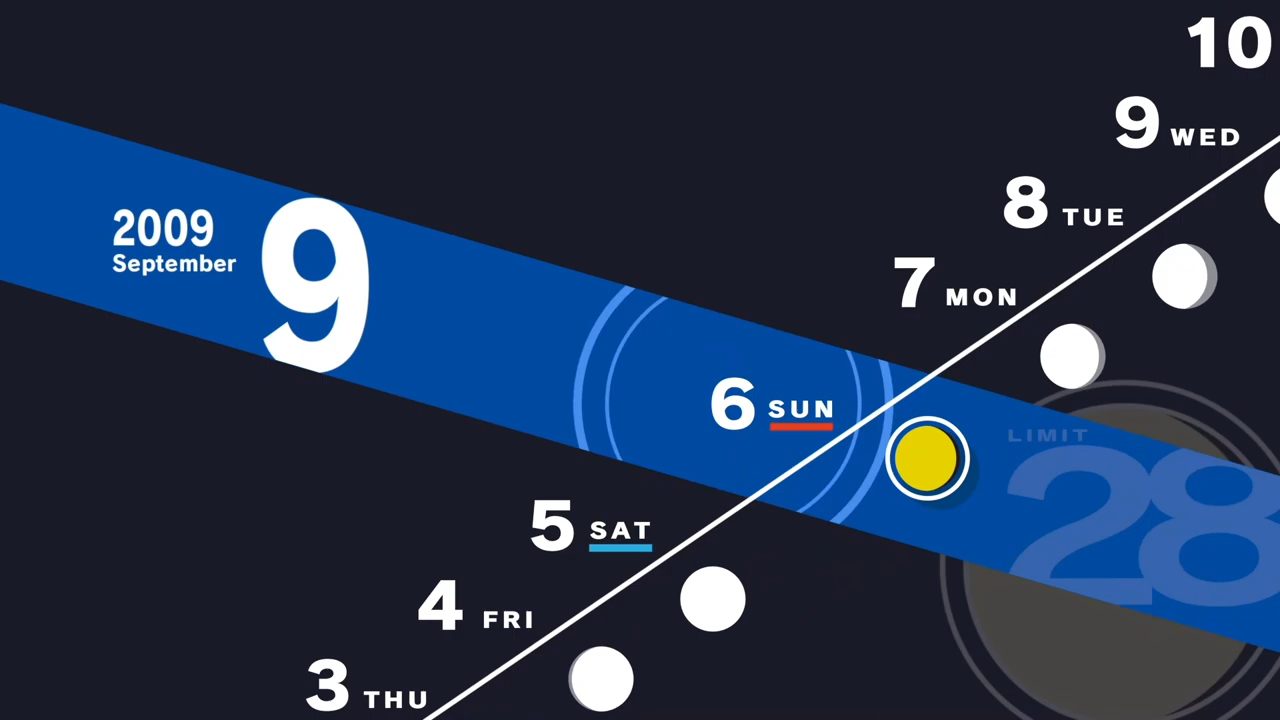 10
9 WED
8 TUE
2009
September
9
7 MON
6 SUN
LIMIT
28
5 SAT
4 FRI
3 THU